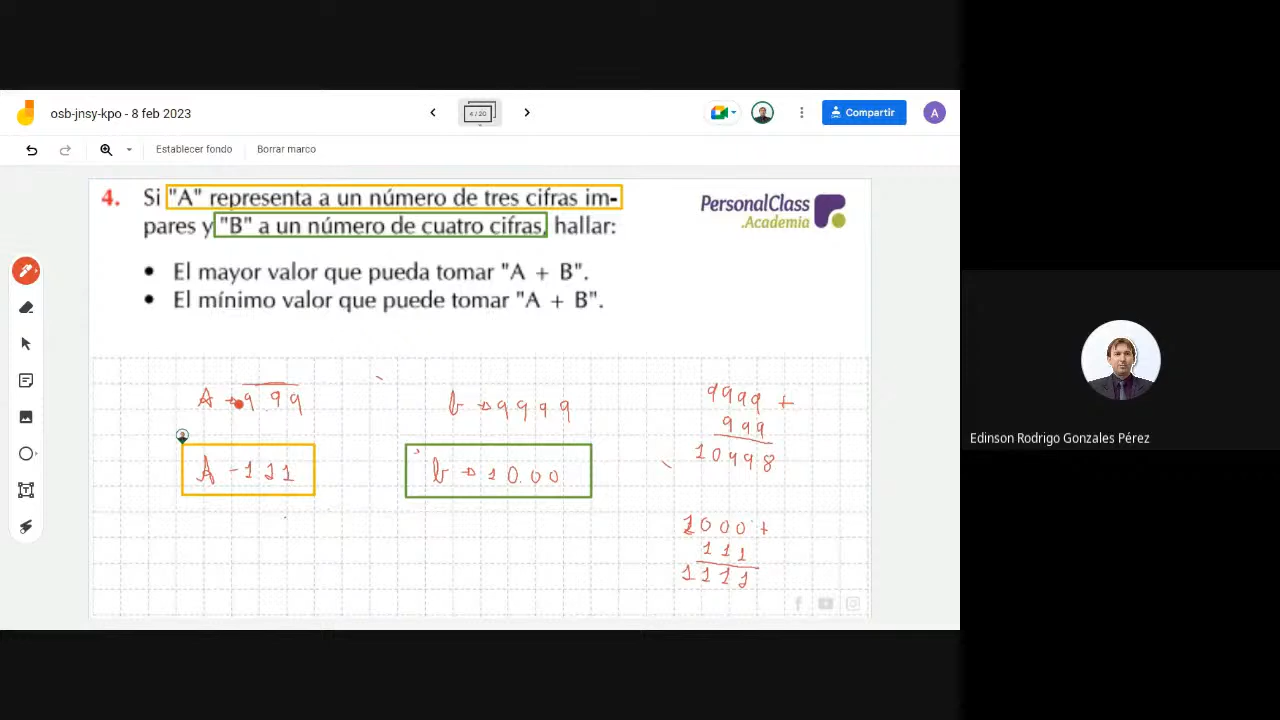 osb-jnsy-kpo - 8 feb 2023
4 / 20
Compartir
A
Establecer fondo
Borrar marco
4. Si "A" representa a un número de tres cifras im-
pares y "B" a un número de cuatro cifras, hallar:
PersonalClass
.Academia
• El mayor valor que pueda tomar "A + B".
• El mínimo valor que puede tomar "A + B".
A → 999
b → 9999
9999 +
999
10998
A - 111
b → 1000
1000 +
111
1111
Edinson Rodrigo Gonzales Pérez